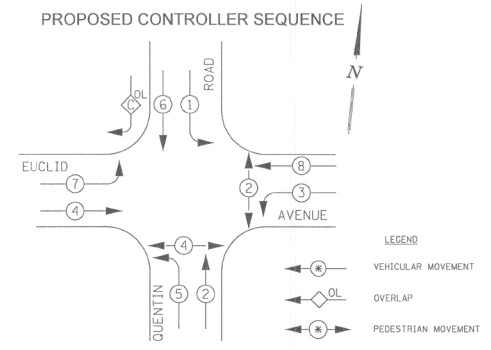 PROPOSED CONTROLLER SEQUENCE
ROAD
N
OL
C
6
1
EUCLID
8
7
2
3
4
AVENUE
4
LEGEND
* VEHICULAR MOVEMENT
5
2
OL
OVERLAP
QUENTIN
* PEDESTRIAN MOVEMENT